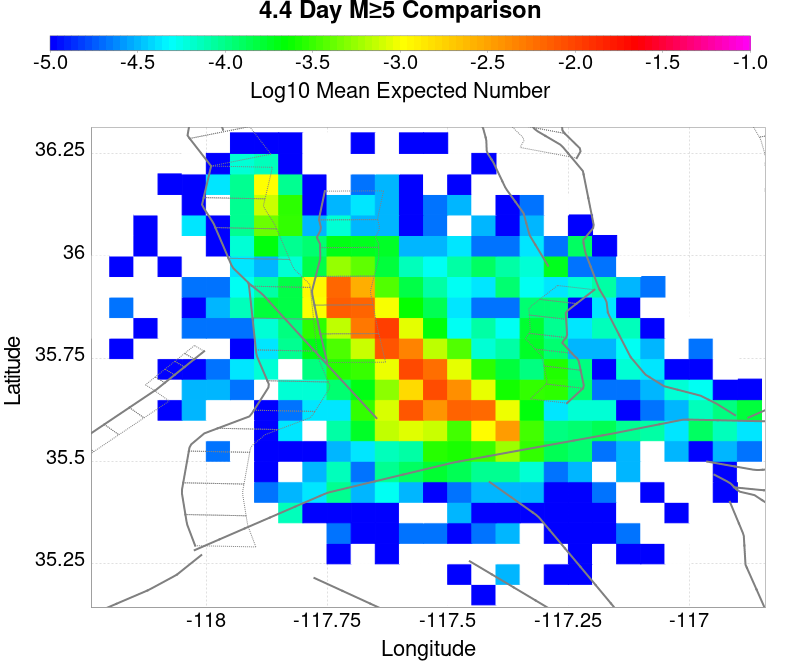 4.4 Day M≥5 Comparison
-5.0 -4.5 -4.0 -3.5 -3.0 -2.5 -2.0 -1.5 -1.0
Log10 Mean Expected Number
36.25
36
35.75
35.5
35.25
Latitude
-118 -117.75 -117.5 -117.25 -117
Longitude